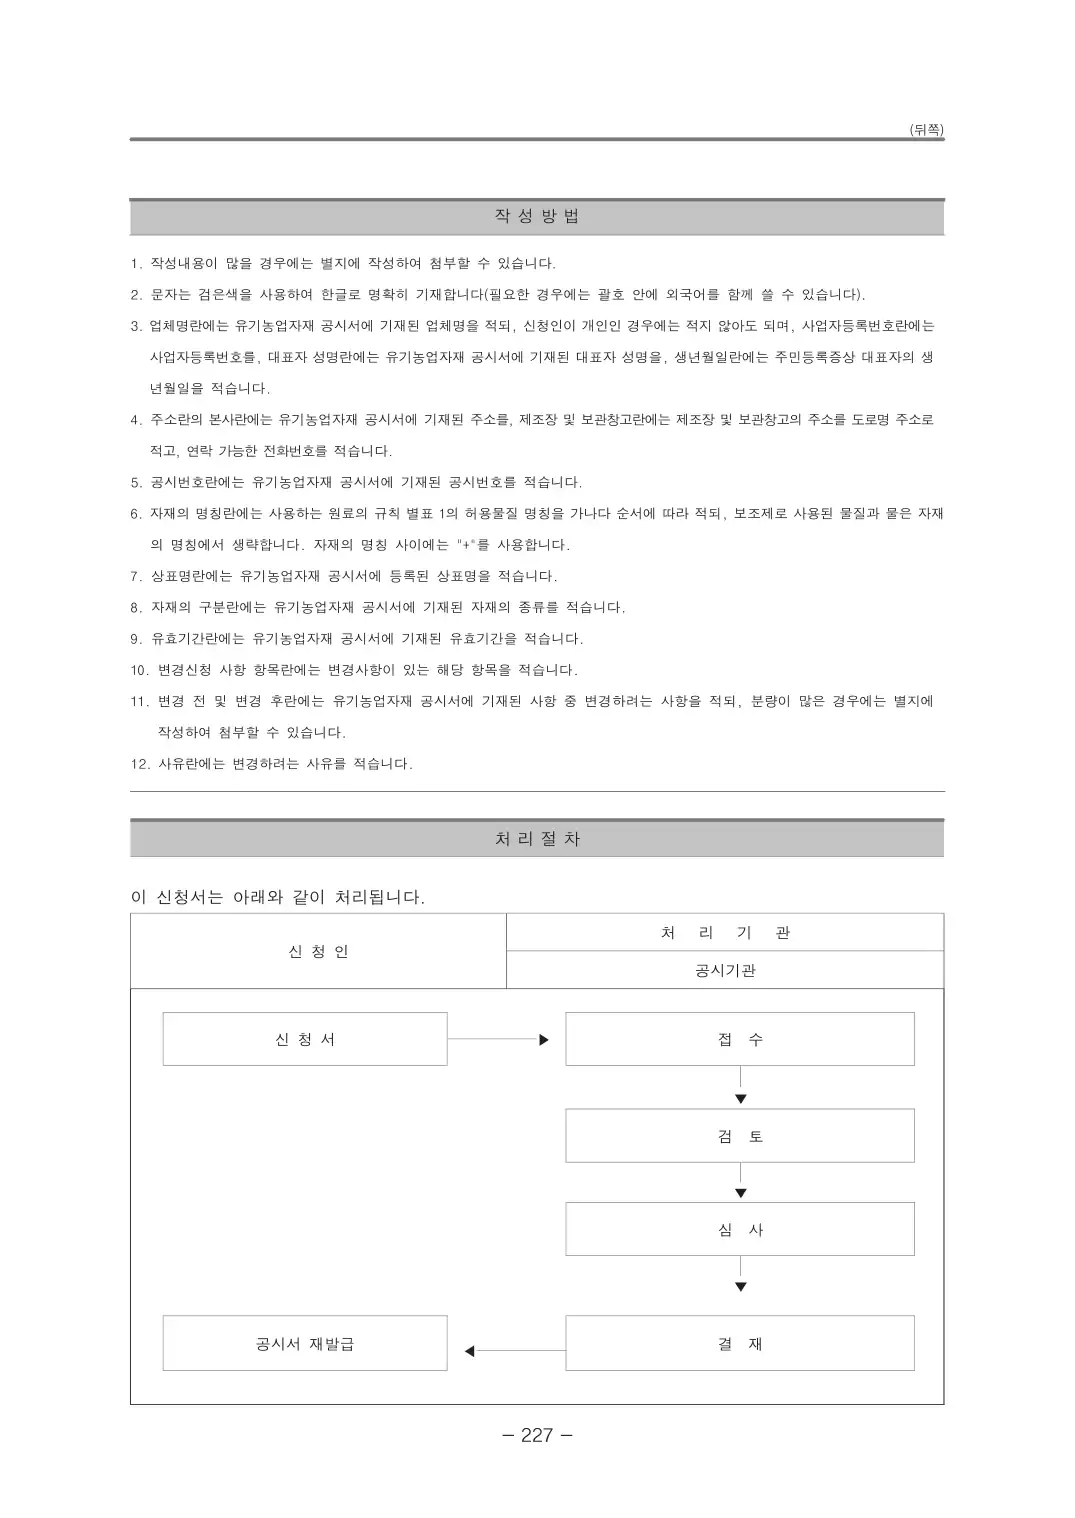 (뒤쪽)
작 성 방 법
1. 작성내용이 많을 경우에는 별지에 작성하여 첨부할 수 있습니다.
2. 문자는 검은색을 사용하여 한글로 명확히 기재합니다(필요한 경우에는 괄호 안에 외국어를 함께 쓸 수 있습니다).
3. 업체명란에는 유기농업자재 공시서에 기재된 업체명을 적되, 신청인이 개인인 경우에는 적지 않아도 되며, 사업자등록번호란에는
사업자등록번호를, 대표자 성명란에는 유기농업자재 공시서에 기재된 대표자 성명을, 생년월일란에는 주민등록증상 대표자의 생
년월일을 적습니다.
4. 주소란의 본사란에는 유기농업자재 공시서에 기재된 주소를, 제조장 및 보관창고란에는 제조장 및 보관창고의 주소를 도로명 주소로
적고, 연락 가능한 전화번호를 적습니다.
5. 공시번호란에는 유기농업자재 공시서에 기재된 공시번호를 적습니다.
6. 자재의 명칭란에는 사용하는 원료의 규칙 별표 1의 허용물질 명칭을 가나다 순서에 따라 적되, 보조제로 사용된 물질과 물은 자재
의 명칭에서 생략합니다. 자재의 명칭 사이에는 "+"를 사용합니다.
7. 상표명란에는 유기농업자재 공시서에 등록된 상표명을 적습니다.
8. 자재의 구분란에는 유기농업자재 공시서에 기재된 자재의 종류를 적습니다.
9. 유효기간란에는 유기농업자재 공시서에 기재된 유효기간을 적습니다.
10. 변경신청 사항 항목란에는 변경사항이 있는 해당 항목을 적습니다.
11. 변경 전 및 변경 후란에는 유기농업자재 공시서에 기재된 사항 중 변경하려는 사항을 적되, 분량이 많은 경우에는 별지에
작성하여 첨부할 수 있습니다.
12. 사유란에는 변경하려는 사유를 적습니다.
처 리 절 차
이 신청서는 아래와 같이 처리됩니다.
신 청 인
처 리 기 관
공시기관
신 청 서
접 수
검 토
심 사
공시서 재발급
결 재
- 227 -